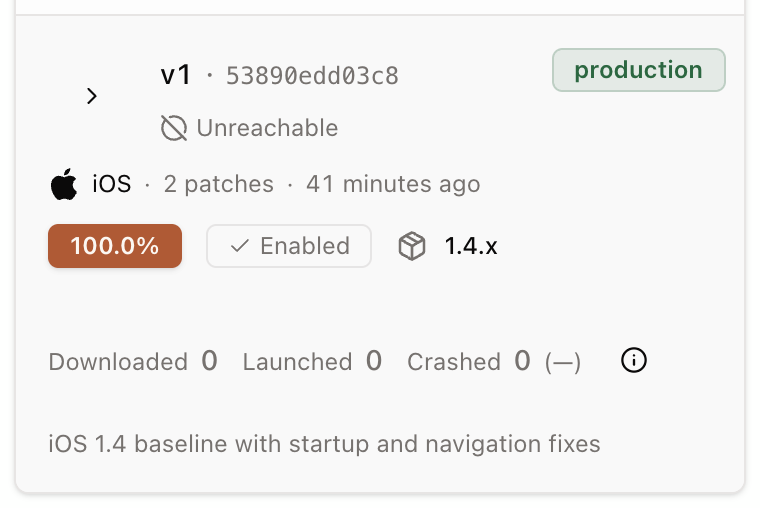 v1 · 53890edd03c8
production
Unreachable
iOS · 2 patches · 41 minutes ago
100.0% Enabled 1.4.x
Downloaded 0 Launched 0 Crashed 0 (—)
iOS 1.4 baseline with startup and navigation fixes